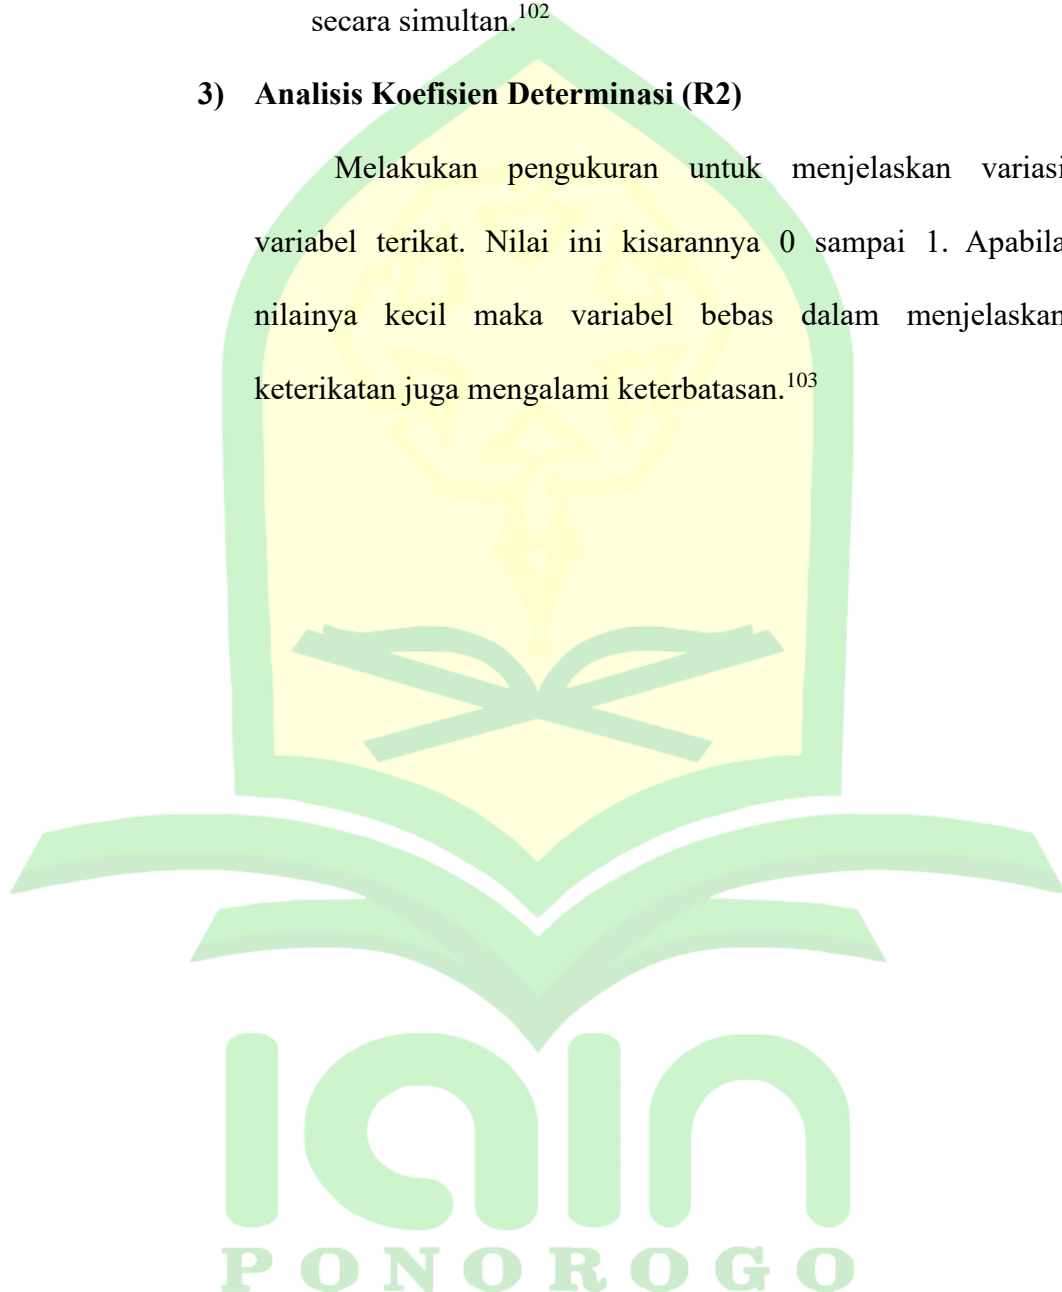 secara simultan.102
3) Analisis Koefisien Determinasi (R2)
Melakukan pengukuran untuk menjelaskan variasi
variabel terikat. Nilai ini kisarannya 0 sampai 1. Apabila
nilainya kecil maka variabel bebas dalam menjelaskan
keterikatan juga mengalami keterbatasan.103
iain
PONOROGO